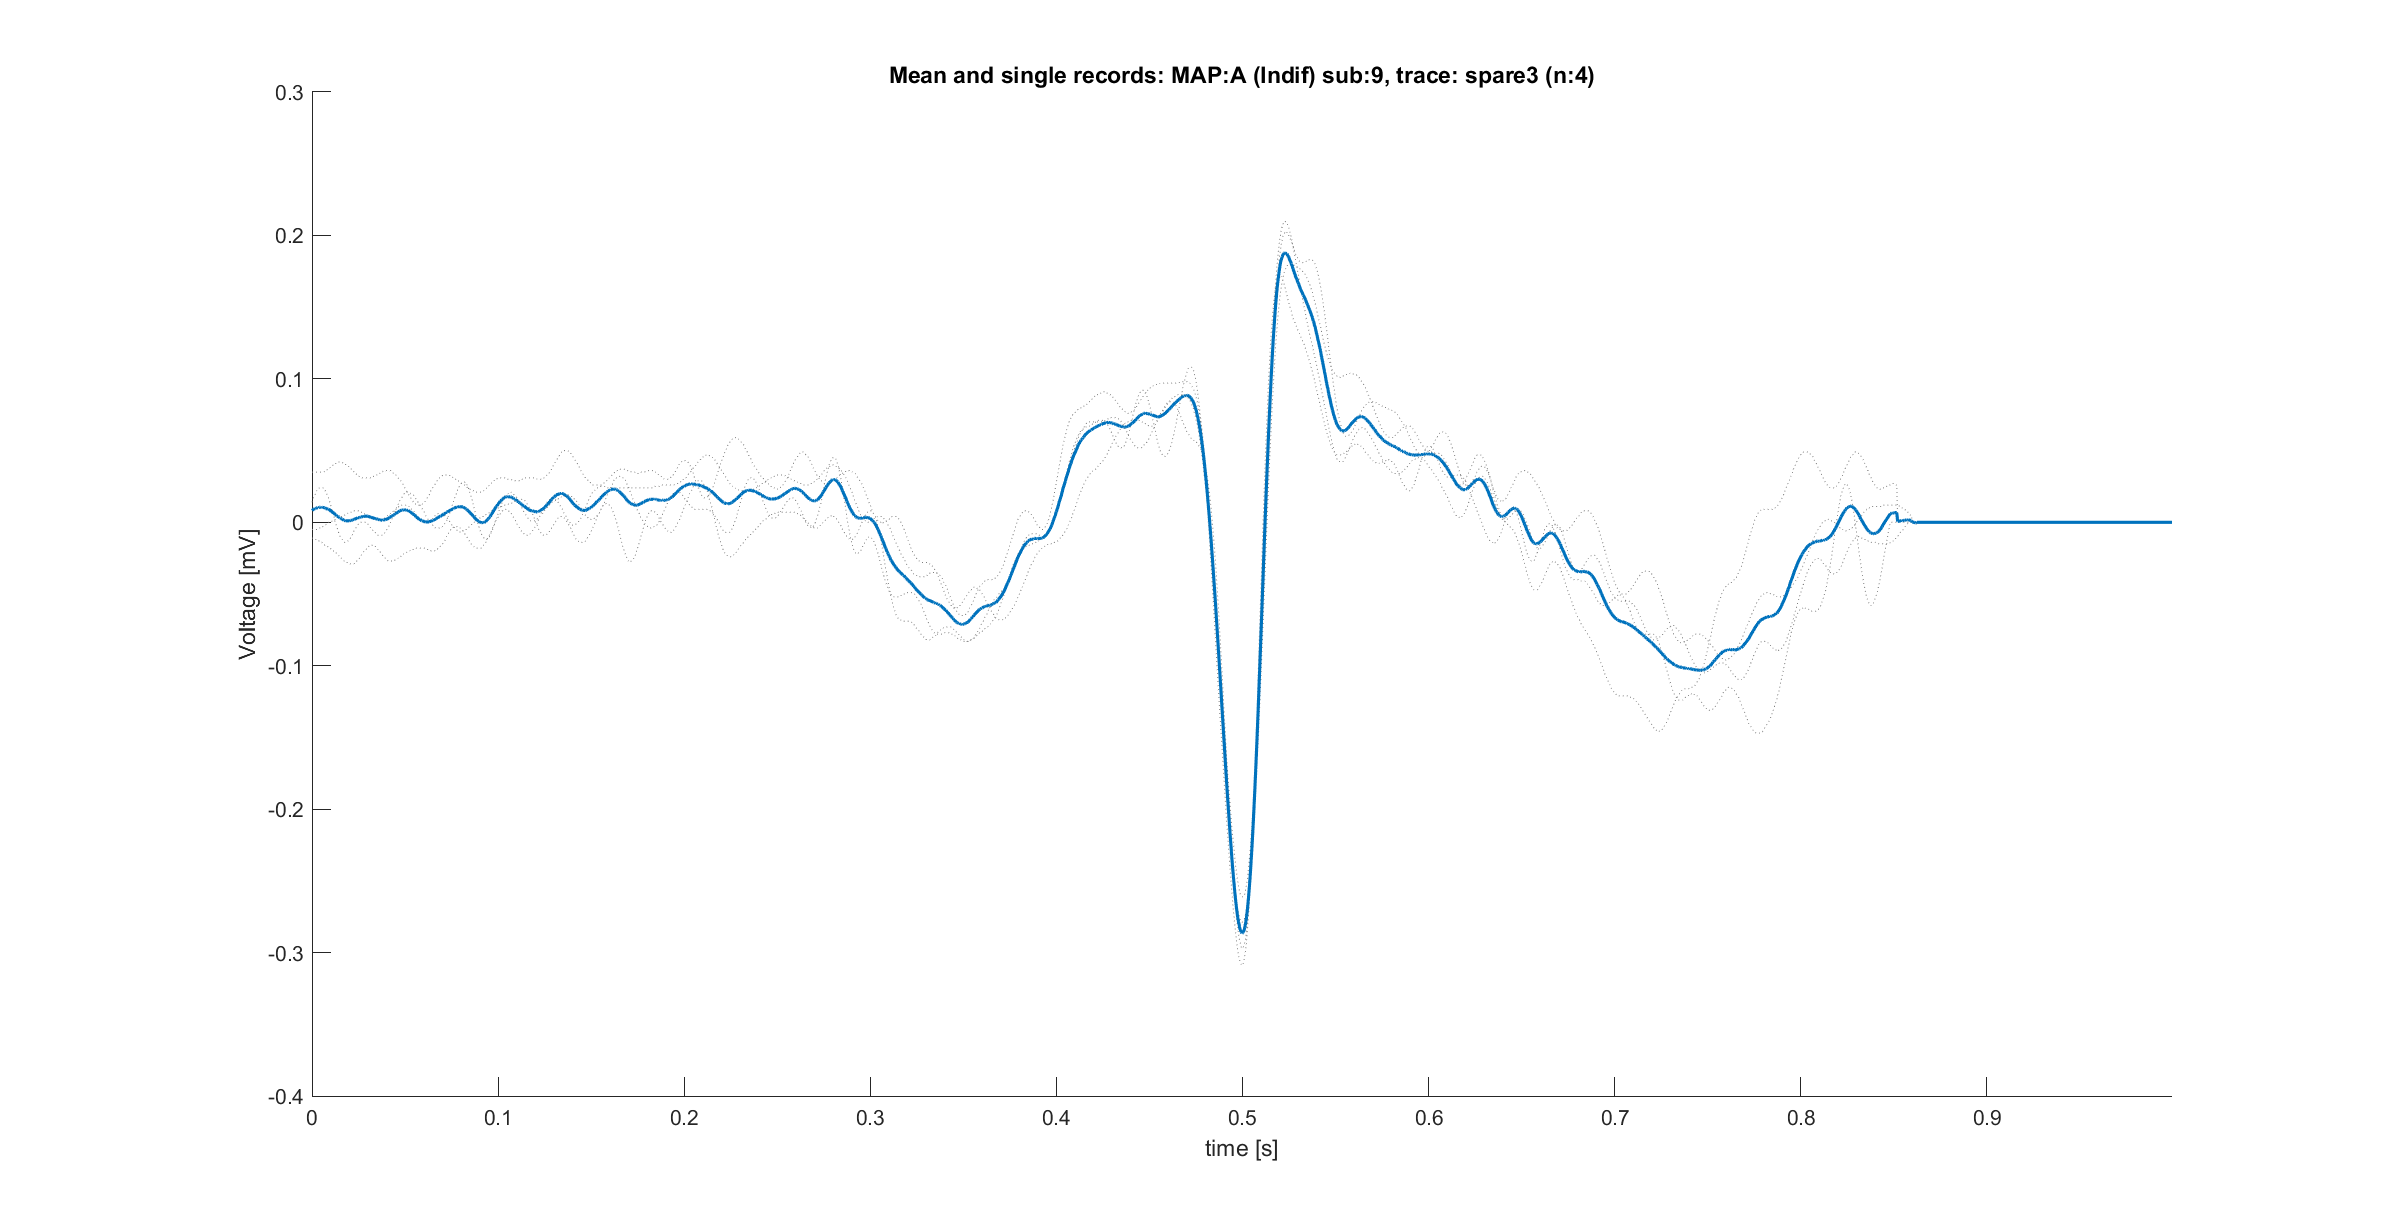 Mean and single records: MAP:A (Indif) sub:9, trace: spare3 (n:4)
0.3
0.2
0.1
0
-0.1
-0.2
-0.3
-0.4
Voltage [mV]
0 0.1 0.2 0.3 0.4 0.5 0.6 0.7 0.8 0.9
time [s]